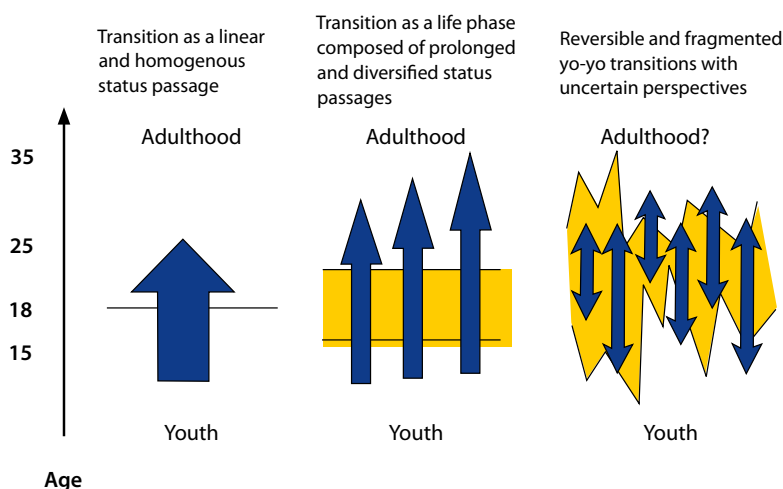 Transition as a linear
and homogenous
status passage
Transition as a life phase
composed of prolonged
and diversified status
passages
Reversible and fragmented
yo-yo transitions with
uncertain perspectives
Adulthood
Adulthood
Adulthood?
35
25
18
15
Youth
Youth
Youth
Age